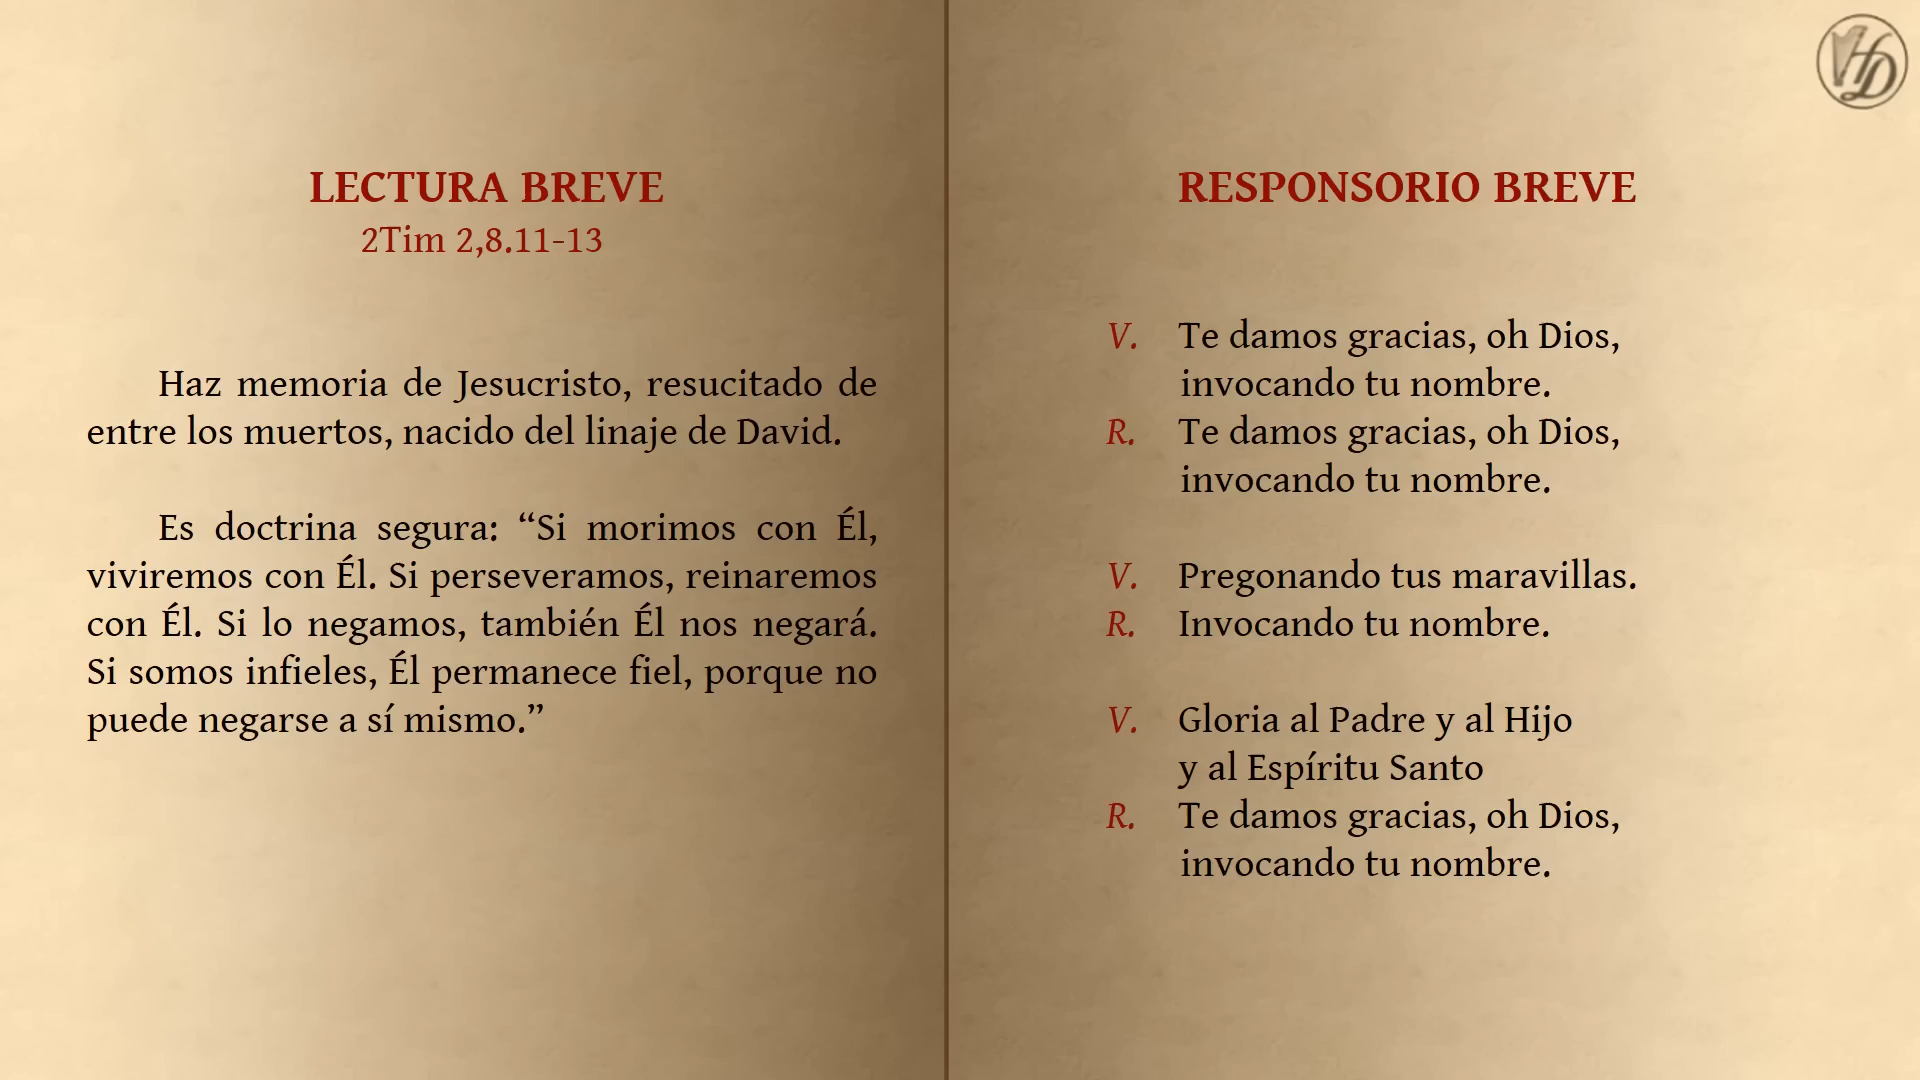 LECTURA BREVE
2Tim 2,8.11-13
Haz memoria de Jesucristo, resucitado de
entre los muertos, nacido del linaje de David.
Es doctrina segura: “Si morimos con Él,
viviremos con Él. Si perseveramos, reinaremos
con Él. Si lo negamos, también Él nos negará.
Si somos infieles, Él permanece fiel, porque no
puede negarse a sí mismo.”
HD
RESPONSORIO BREVE
V. Te damos gracias, oh Dios,
invocando tu nombre.
R. Te damos gracias, oh Dios,
invocando tu nombre.
V. Pregonando tus maravillas.
R. Invocando tu nombre.
V. Gloria al Padre y al Hijo
y al Espíritu Santo
R. Te damos gracias, oh Dios,
invocando tu nombre.